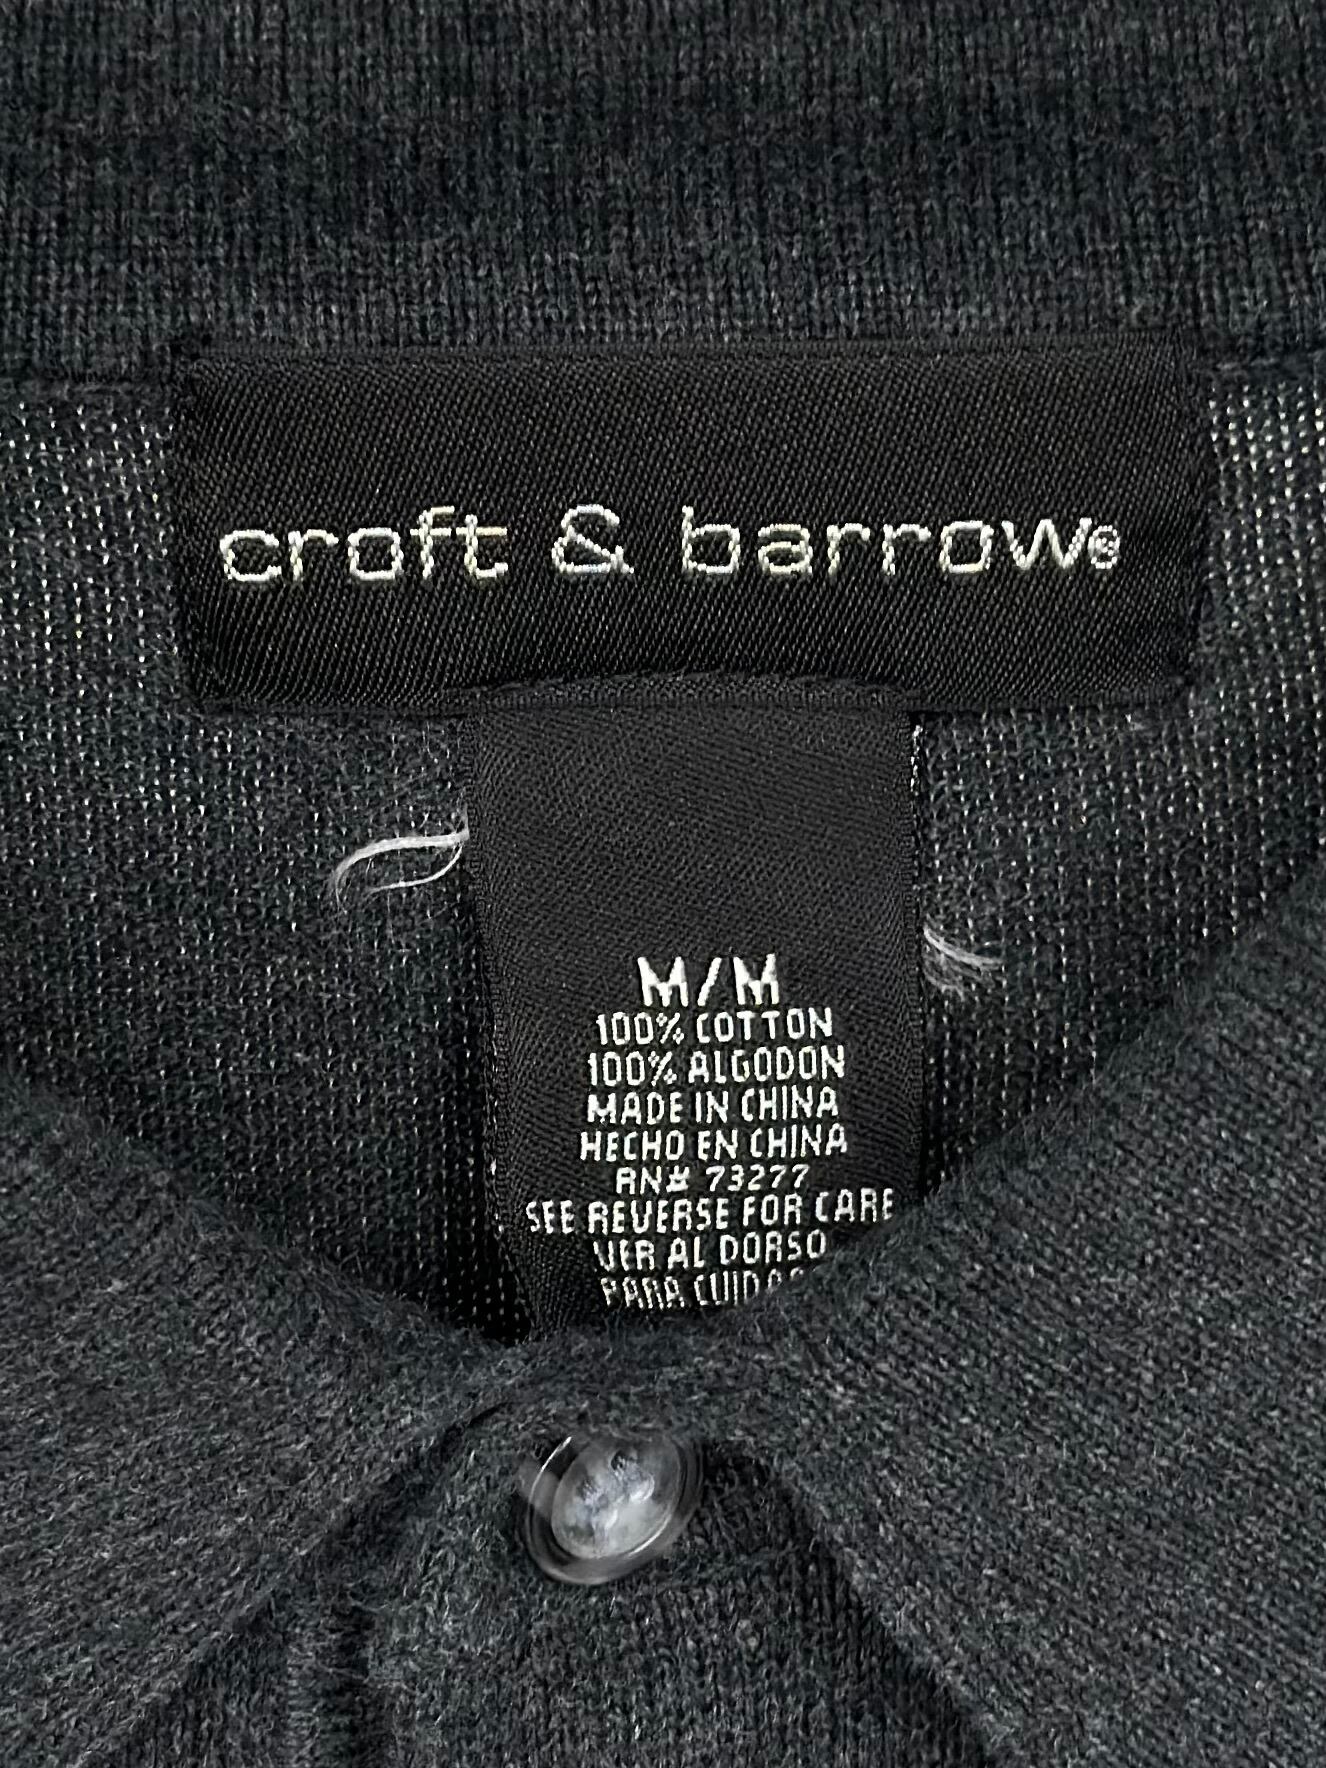 croft & barrow®
M/M
100% COTTON
100% ALGODON
MADE IN CHINA
HECHO EN CHINA
RN# 73277
SEE REVERSE FOR CARE
VER AL DORSO
PARA